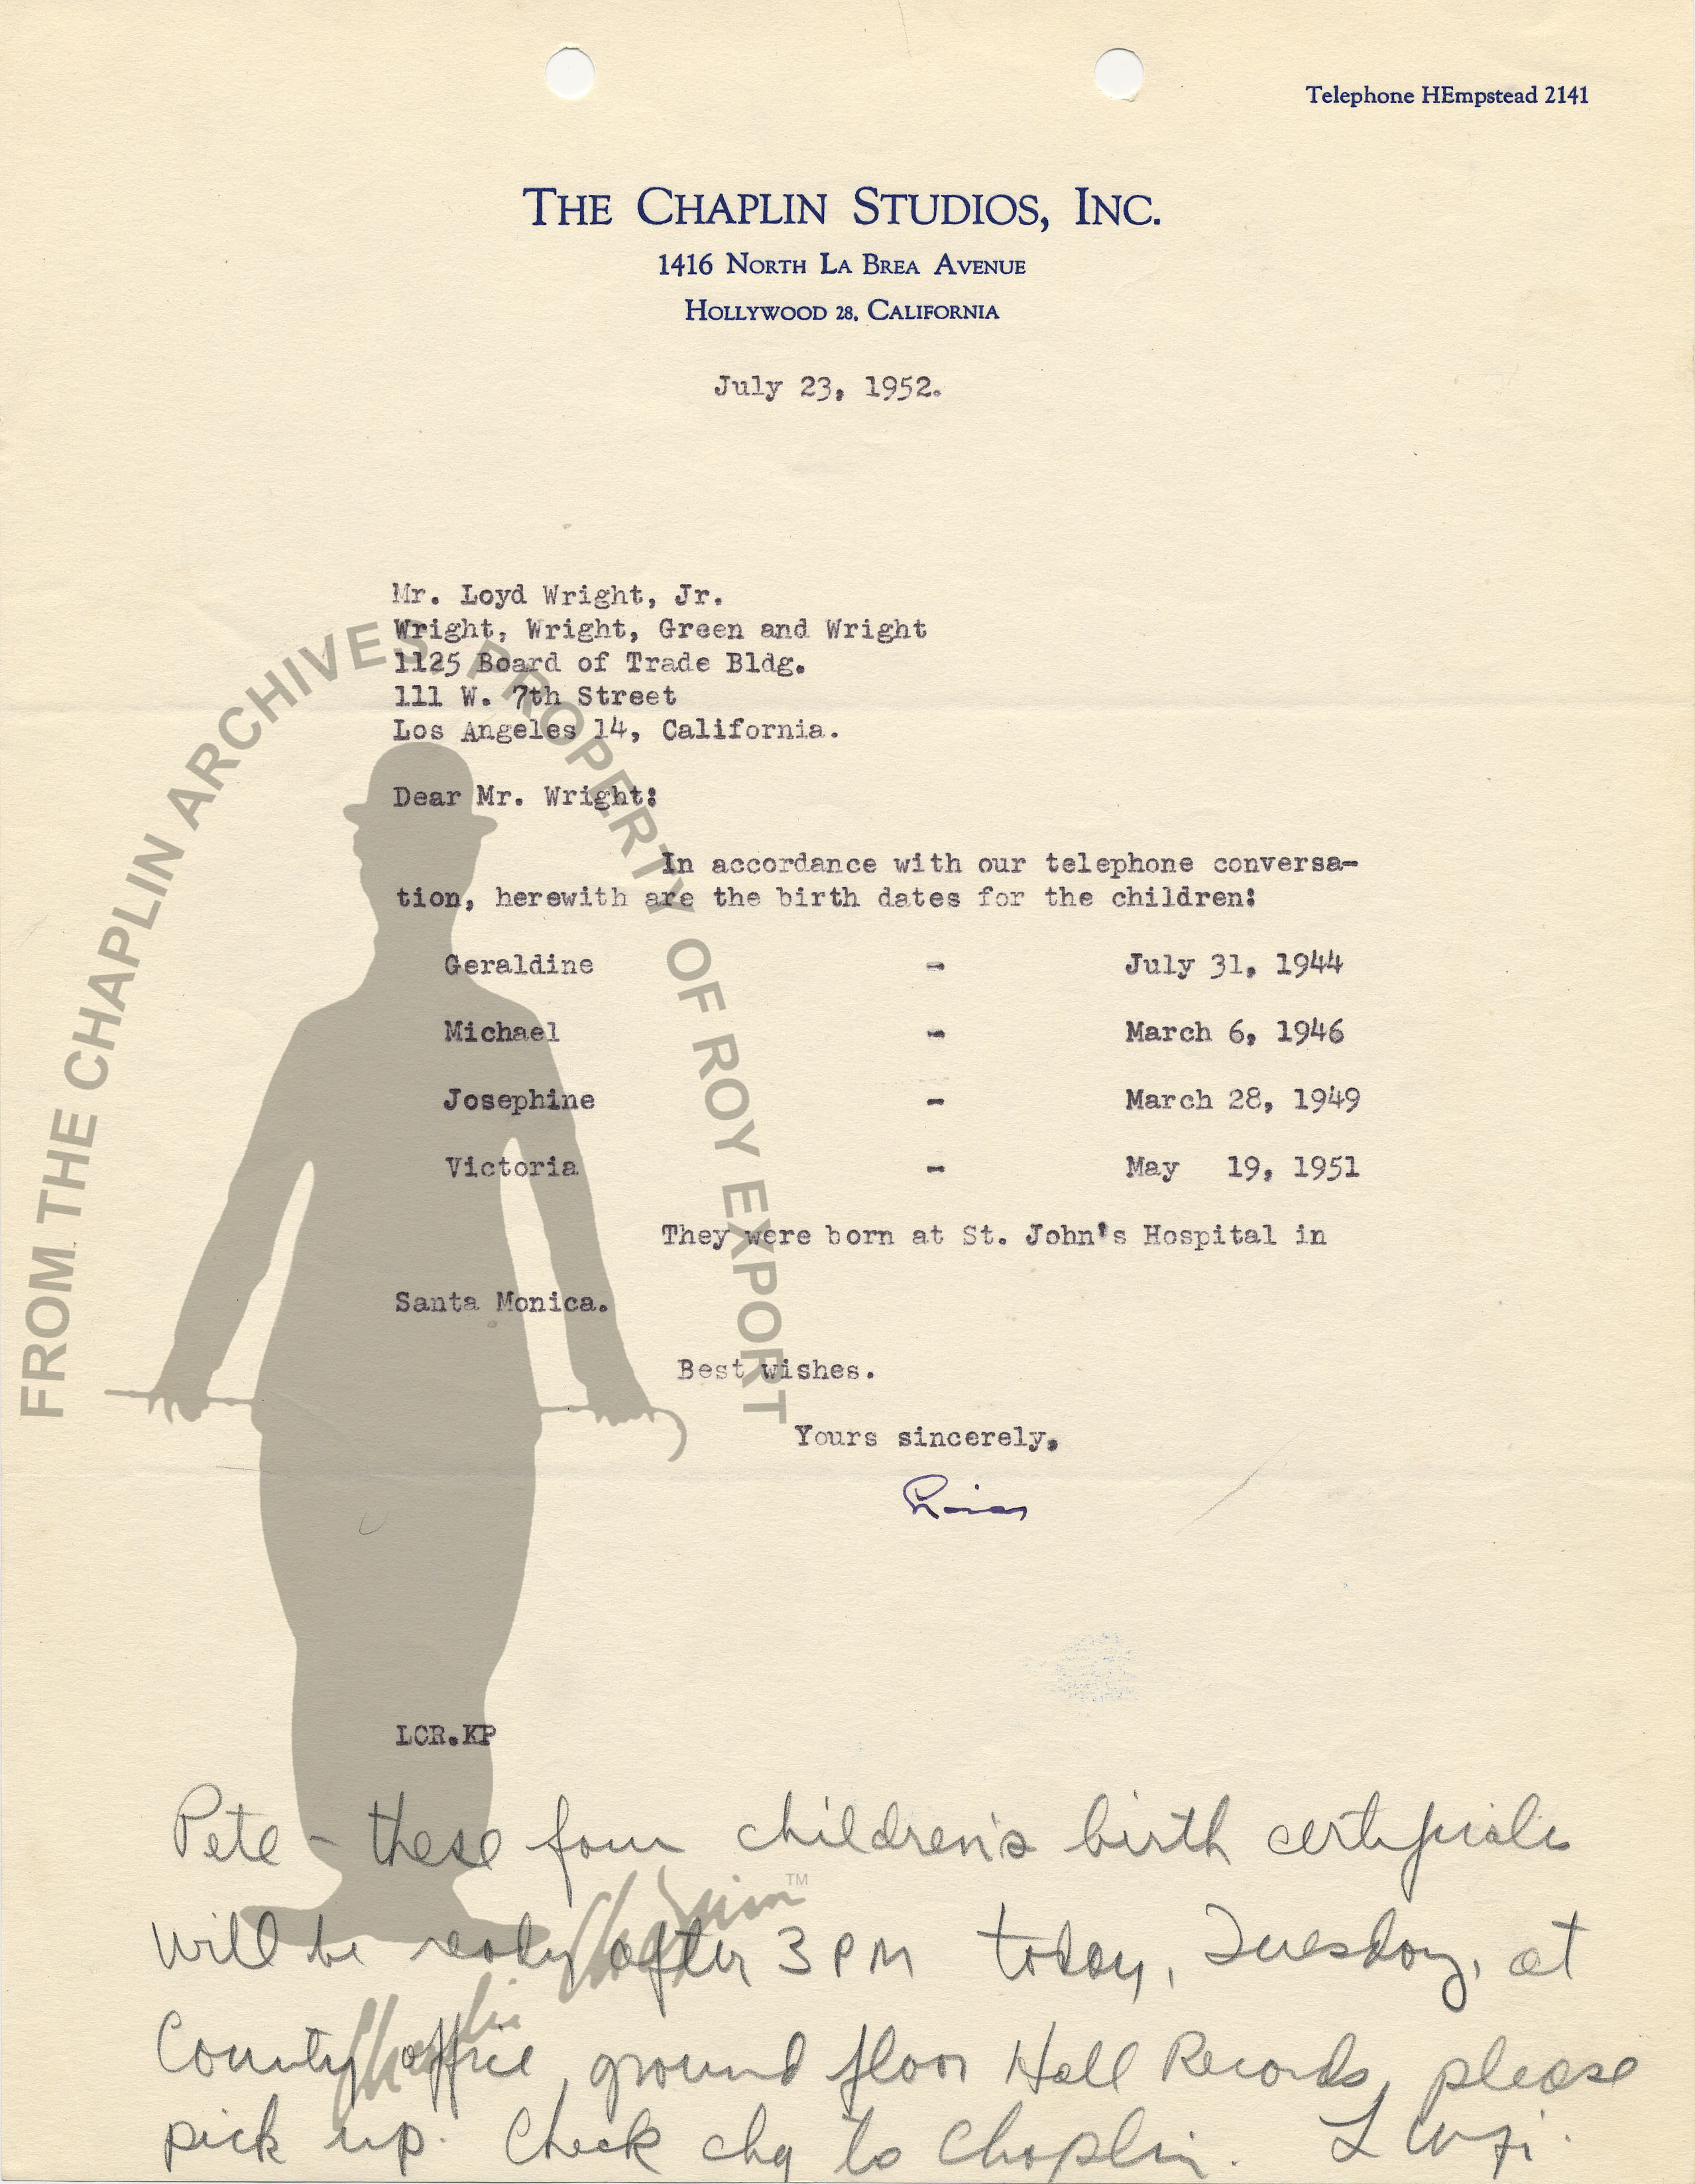 Telephone HEmpstead 2141
THE CHAPLIN STUDIOS, INC.
1416 NORTH LA BREA AVENUE
HOLLYWOOD 28, CALIFORNIA
July 23, 1952.
Mr. Loyd Wright, Jr.
Wright, Wright, Green and Wright
1125 Board of Trade Bldg.
111 W. 7th Street
Los Angeles 14, California.
Dear Mr. Wright:
In accordance with our telephone conversa-
tion, herewith are the birth dates for the children:
Geraldine - July 31, 1944
Michael - March 6, 1946
Josephine - March 28, 1949
Victoria - May 19, 1951
They were born at St. John's Hospital in
Santa Monica.
Best wishes.
Yours sincerely,
LCR.KP
Pete - these four children's birth certificates
will be ready after 3 PM today, Tuesday, at
County office, ground floor Hall Records, please
pick up. Check chg to Chaplin.
FROM THE CHAPLIN ARCHIVES PROPERTY OF ROY EXPORT
Charlie Chaplin™